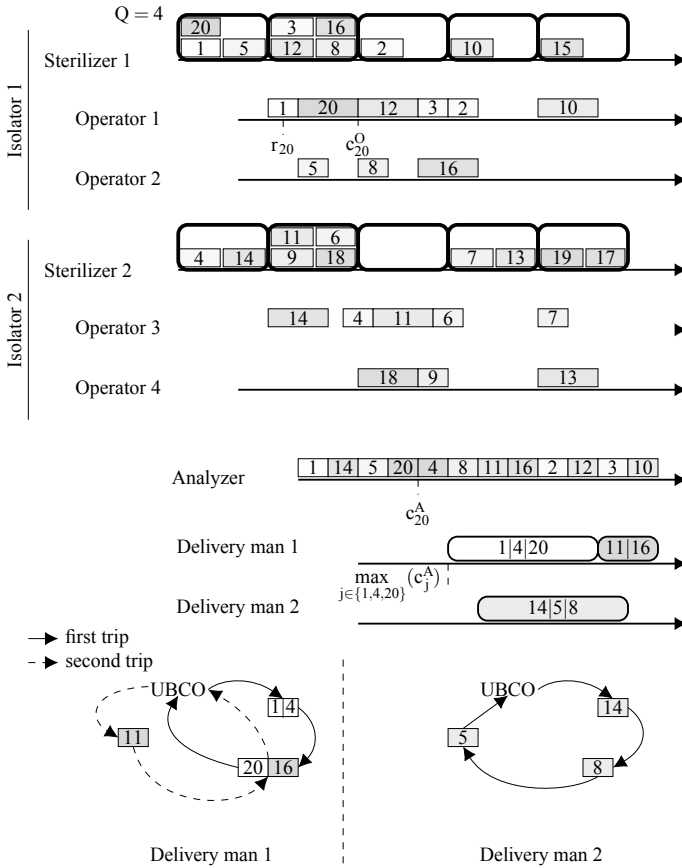 Q = 4
20 3 16
1 5 12 8 2 10 15
Sterilizer 1
Isolator 1
1 20 12 3 2 10
Operator 1
r20 c^O_20
5 8 16
Operator 2
11 6
4 14 9 18 7 13 19 17
Sterilizer 2
Isolator 2
14 4 11 6 7
Operator 3
18 9 13
Operator 4
1 14 5 20 4 8 11 16 2 12 3 10
Analyzer
c^A_20
Delivery man 1 1|4|20 11|16
max (c^A_j)
j∈{1,4,20}
Delivery man 2 14|5|8
first trip
second trip
UBCO UBCO
1|4 14
11 5
20 16 8
Delivery man 1 Delivery man 2